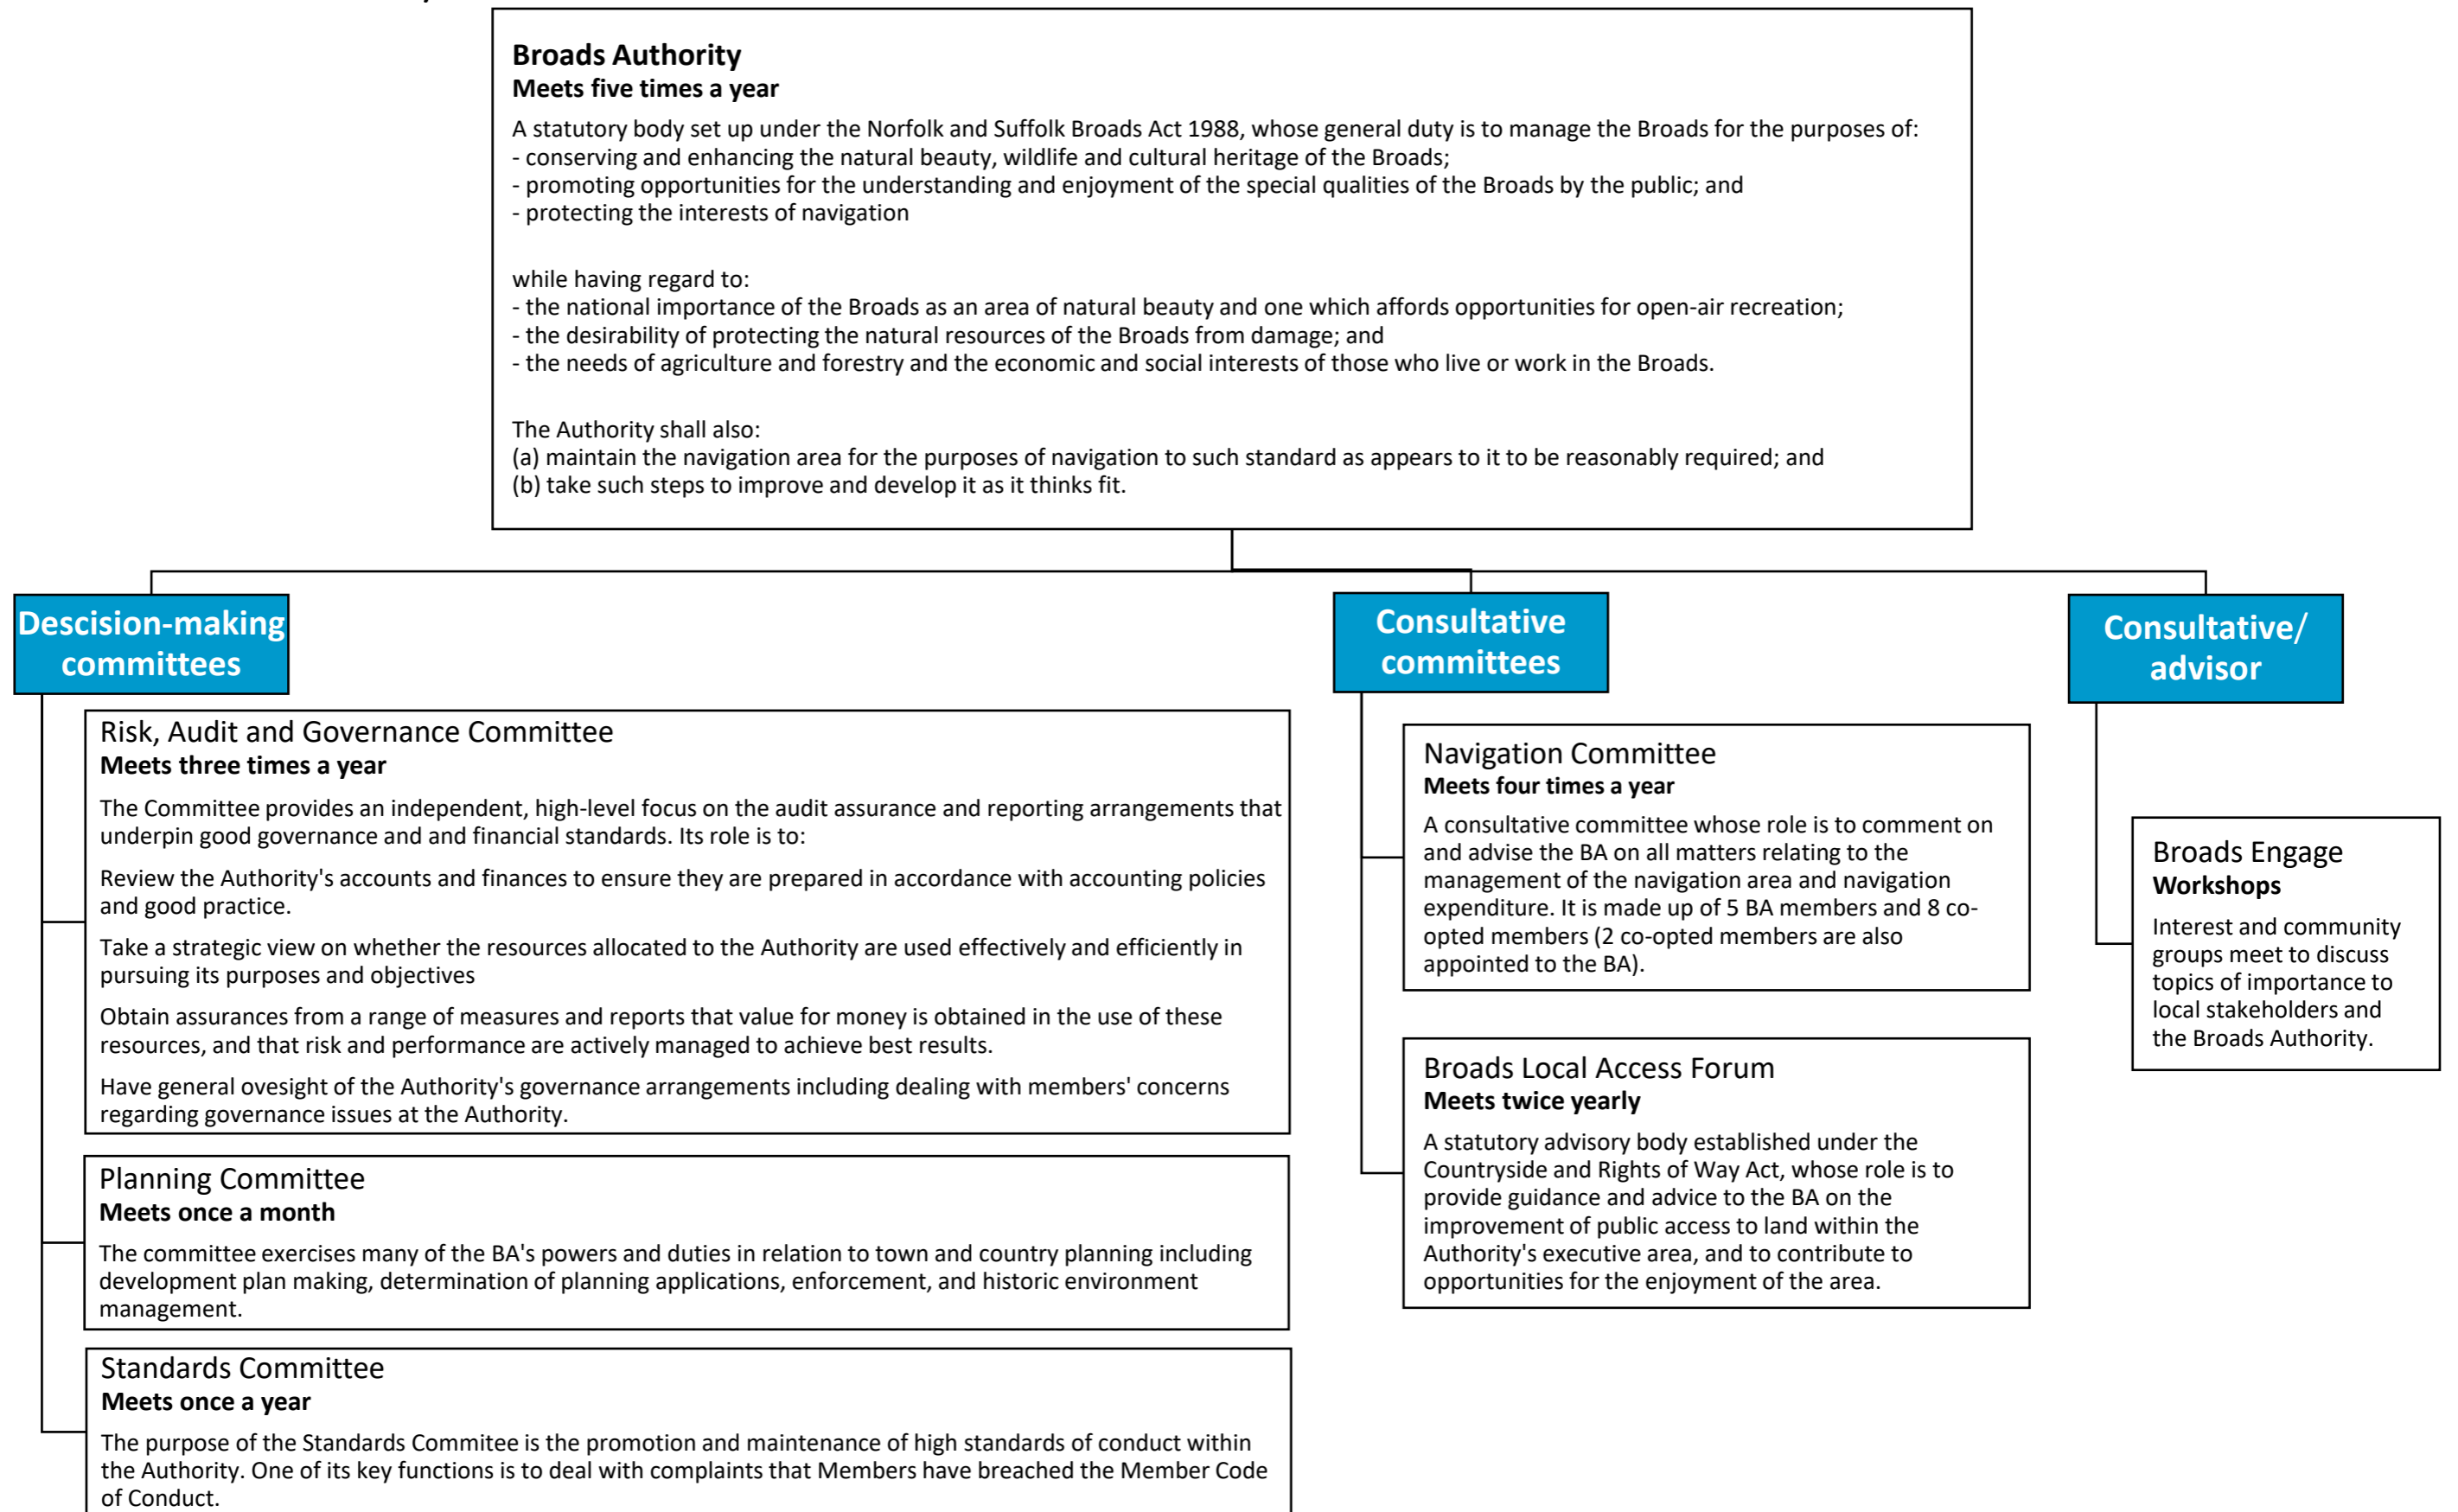 Broads Authority
Meets five times a year
A statutory body set up under the Norfolk and Suffolk Broads Act 1988, whose general duty is to manage the Broads for the purposes of:
- conserving and enhancing the natural beauty, wildlife and cultural heritage of the Broads;
- promoting opportunities for the understanding and enjoyment of the special qualities of the Broads by the public; and
- protecting the interests of navigation
while having regard to:
- the national importance of the Broads as an area of natural beauty and one which affords opportunities for open-air recreation;
- the desirability of protecting the natural resources of the Broads from damage; and
- the needs of agriculture and forestry and the economic and social interests of those who live or work in the Broads.
The Authority shall also:
(a) maintain the navigation area for the purposes of navigation to such standard as appears to it to be reasonably required; and
(b) take such steps to improve and develop it as it thinks fit.
Descision-making
committees
Risk, Audit and Governance Committee
Meets three times a year
The Committee provides an independent, high-level focus on the audit assurance and reporting arrangements that
underpin good governance and and financial standards. Its role is to:
Review the Authority's accounts and finances to ensure they are prepared in accordance with accounting policies
and good practice.
Take a strategic view on whether the resources allocated to the Authority are used effectively and efficiently in
pursuing its purposes and objectives
Obtain assurances from a range of measures and reports that value for money is obtained in the use of these
resources, and that risk and performance are actively managed to achieve best results.
Have general ovesight of the Authority's governance arrangements including dealing with members' concerns
regarding governance issues at the Authority.
Planning Committee
Meets once a month
The committee exercises many of the BA's powers and duties in relation to town and country planning including
development plan making, determination of planning applications, enforcement, and historic environment
management.
Standards Committee
Meets once a year
The purpose of the Standards Commitee is the promotion and maintenance of high standards of conduct within
the Authority. One of its key functions is to deal with complaints that Members have breached the Member Code
of Conduct.
Consultative
committees
Navigation Committee
Meets four times a year
A consultative committee whose role is to comment on
and advise the BA on all matters relating to the
management of the navigation area and navigation
expenditure. It is made up of 5 BA members and 8 co-
opted members (2 co-opted members are also
appointed to the BA).
Broads Local Access Forum
Meets twice yearly
A statutory advisory body established under the
Countryside and Rights of Way Act, whose role is to
provide guidance and advice to the BA on the
improvement of public access to land within the
Authority's executive area, and to contribute to
opportunities for the enjoyment of the area.
Consultative/
advisor
Broads Engage
Workshops
Interest and community
groups meet to discuss
topics of importance to
local stakeholders and
the Broads Authority.